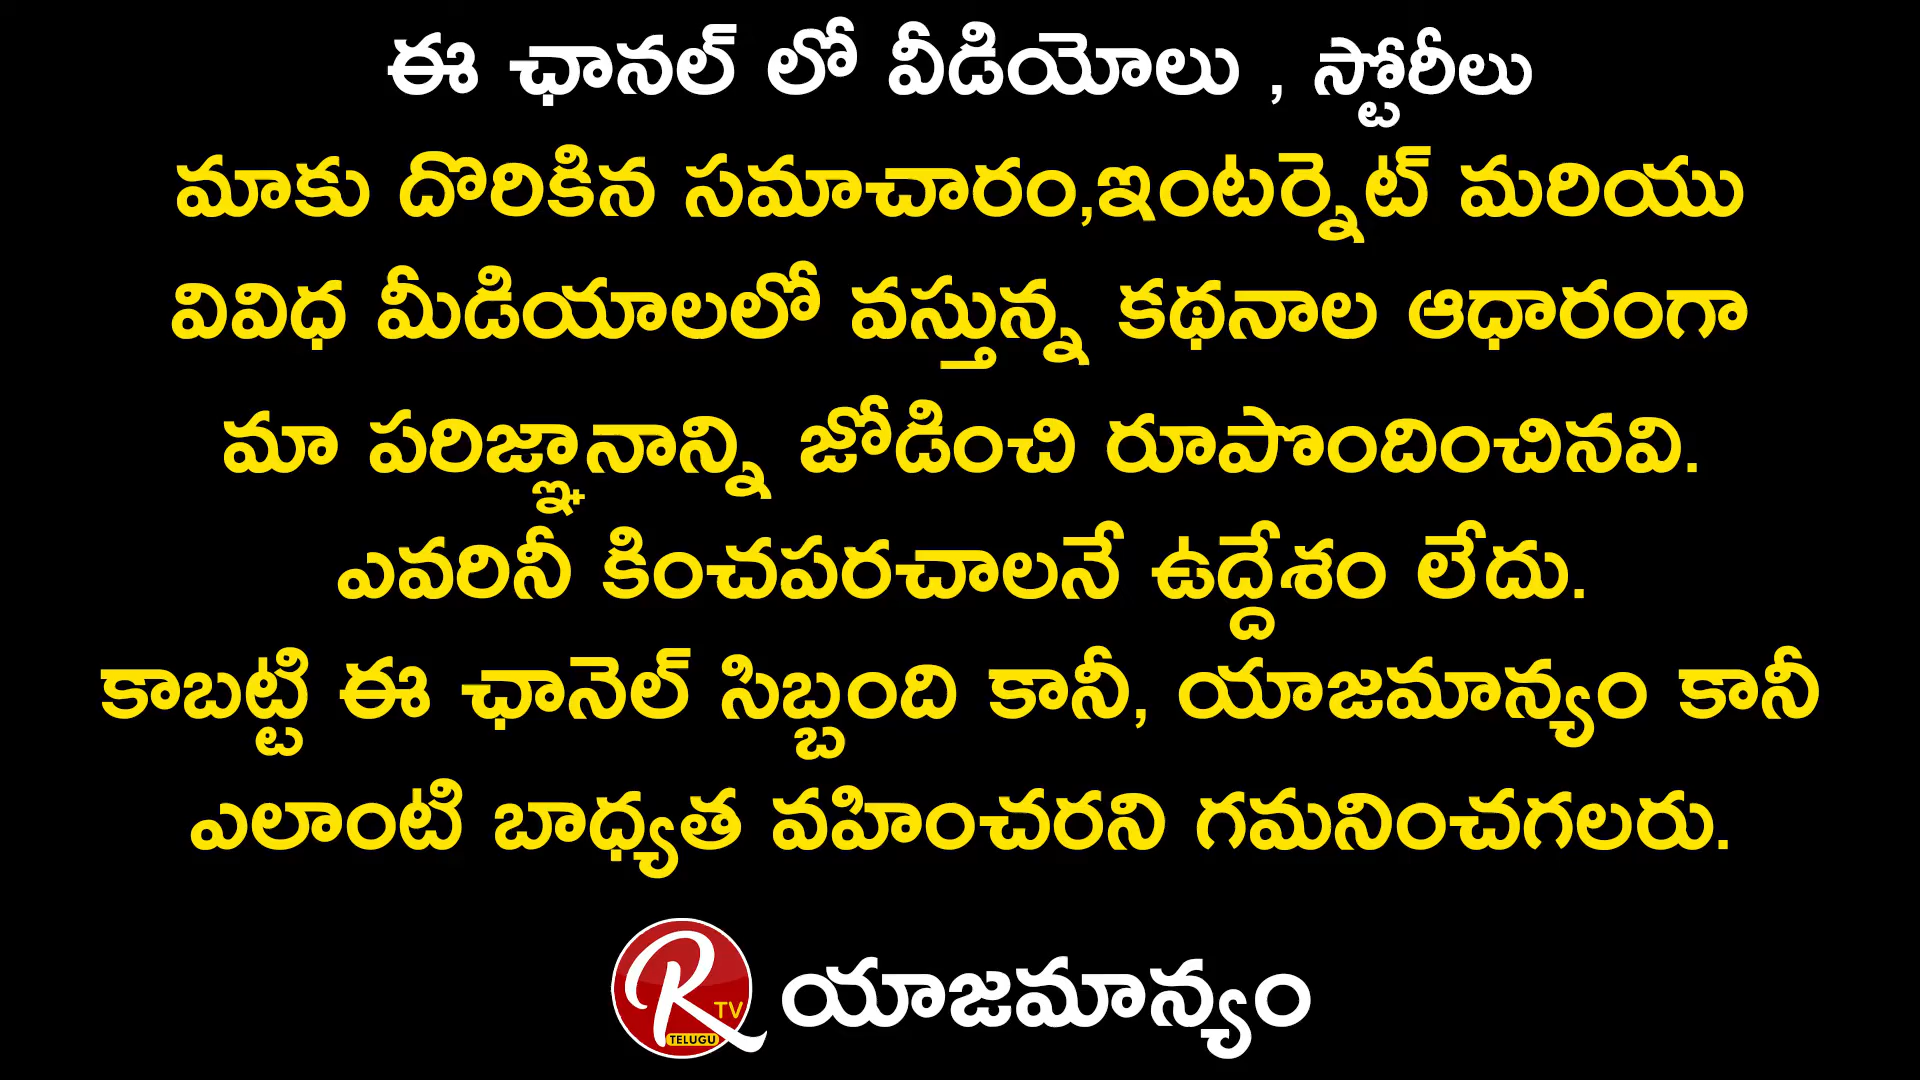 ఈ ఛానల్ లో వీడియోలు , స్టోరీలు
మాకు దొరికిన సమాచారం,ఇంటర్నెట్ మరియు
వివిధ మీడియాలలో వస్తున్న కథనాల ఆధారంగా
మా పరిజ్ఞానాన్ని జోడించి రూపొందించినవి.
ఎవరినీ కించపరచాలనే ఉద్దేశం లేదు.
కాబట్టి ఈ ఛానెల్ సిబ్బంది కానీ, యాజమాన్యం కానీ
ఎలాంటి బాధ్యత వహించరని గమనించగలరు.
R TV TELUGU యాజమాన్యం